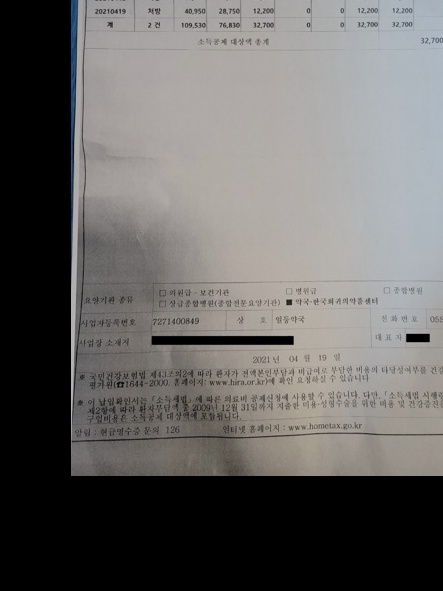 20210419 처방 40,950 28,750 12,200 0 0 12,200 12,200
계 2 건 109,530 76,830 32,700 0 0 32,700 32,700
소득공제 대상액 총계 32,700
요양기관 종류 □ 의원급·보건기관 □ 병원급 □ 종합병원
□ 상급종합병원(종합전문요양기관) ■ 약국·한국희귀의약품센터
사업자등록번호 7271400849 상 호 일등약국 전 화 번 호 055
사업장 소재지 대 표 자
2021 년 04 월 19 일
※ 국민건강보험법 제43조의2에 따라 환자가 전액본인부담과 비급여로 부담한 비용의 타당성여부를 건강
평가원(☎1644-2000, 홈페이지: www.hira.or.kr)에 확인 요청하실 수 있습니다
※ 이 납입확인서는 「소득세법」에 따른 의료비 공제신청에 사용할 수 있습니다. 다만, 「소득세법 시행령
제2항에 따라 환자부담액 중 2009년 12월 31일까지 지출한 미용·성형수술을 위한 비용 및 건강증진
구입비용은 소득공제 대상액에 포함됩니다.
알림 : 현금영수증 문의 126 인터넷 홈페이지 : www.hometax.go.kr